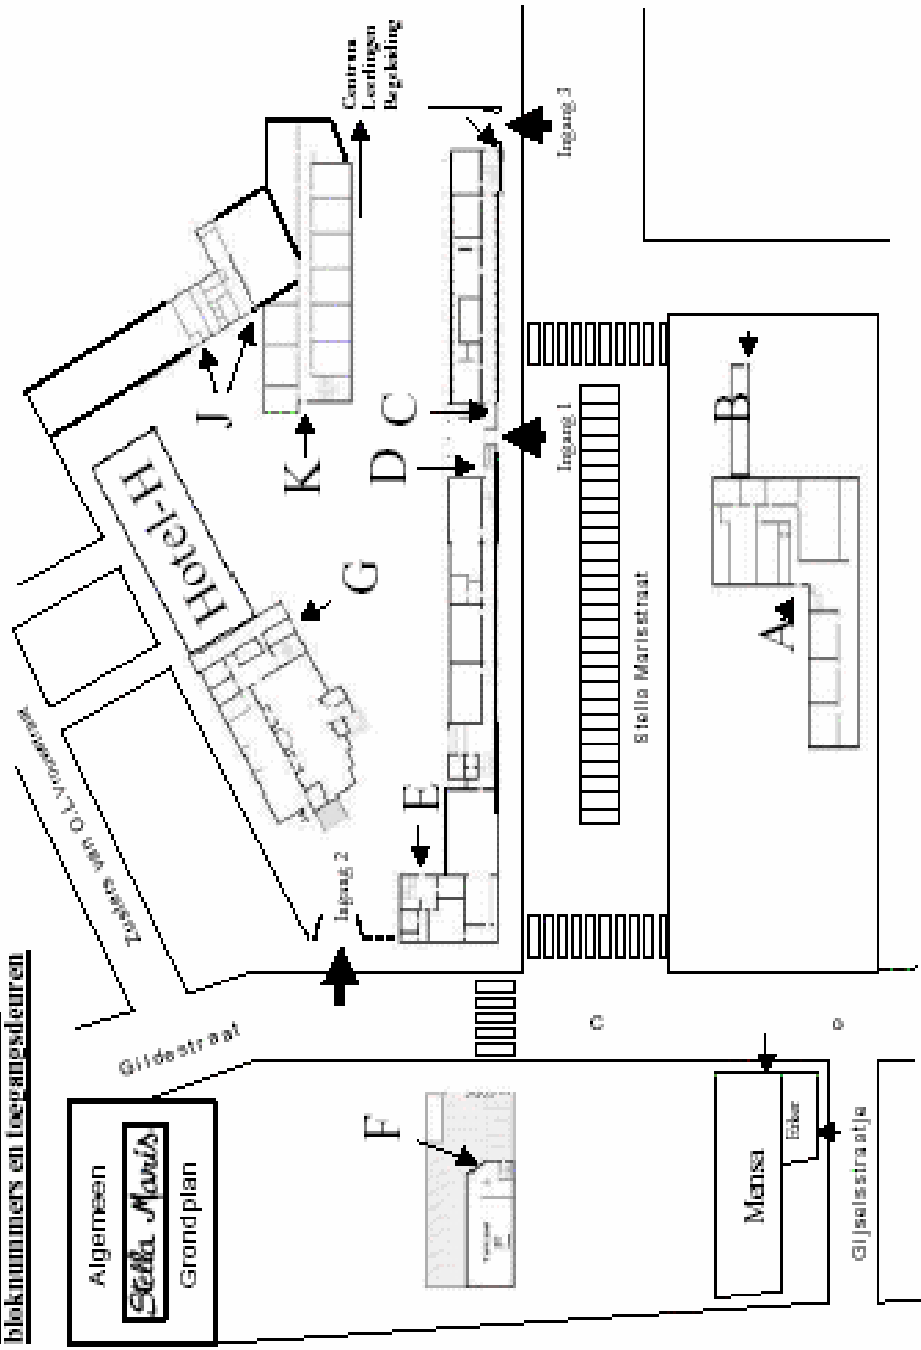 bloknummers en toegangsdeuren
Algemeen
Stella Maris
Grondplan
Gildestraat
Zusters van O.L.Vrouwstraat
Hotel-H
J
K
Centrum
Leerlingen
Begeleiding
G
D
C
E
Ingang 2
Ingang 1
Ingang 3
Stella Marisstraat
B
A
F
C
o
Mensa
Gijselsstraatje